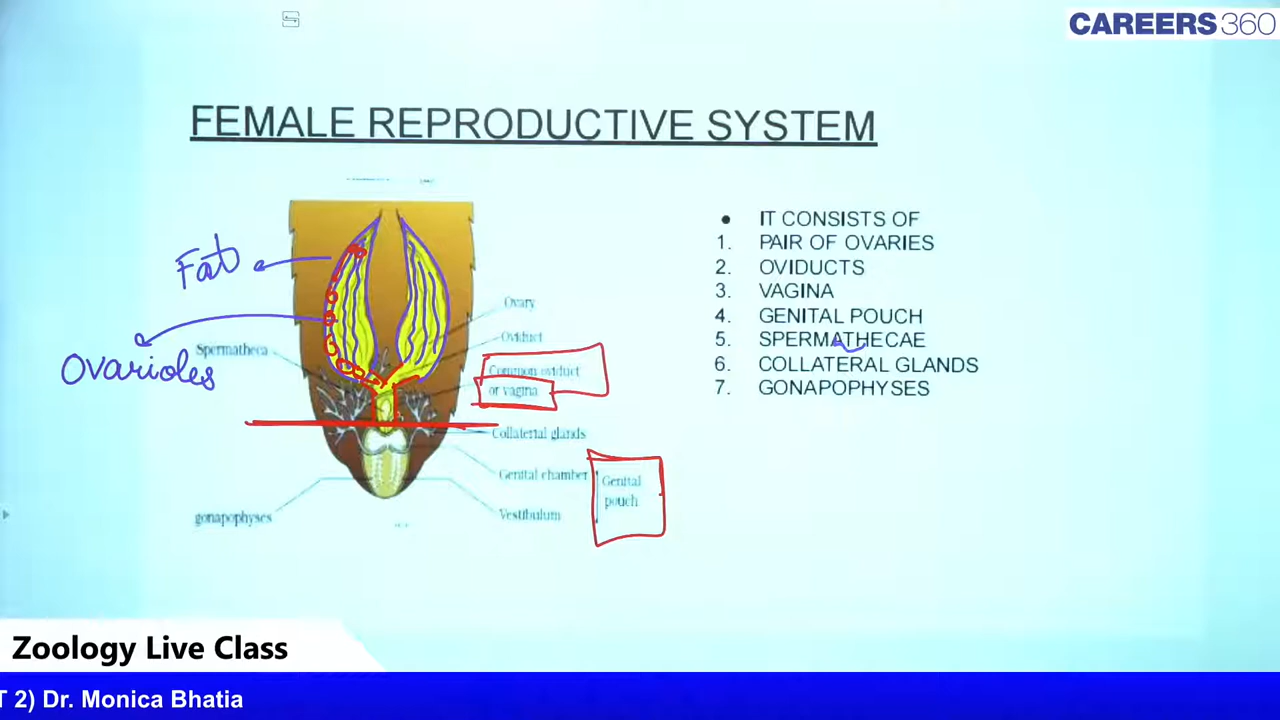 CAREERS360
FEMALE REPRODUCTIVE SYSTEM
Fat
Ovarioles
Spermatheca
gonapophyses
Ovary
Oviduct
Common oviduct
or vagina
Collaterial glands
Genital chamber
Genital
pouch
Vestibulum
● IT CONSISTS OF
1. PAIR OF OVARIES
2. OVIDUCTS
3. VAGINA
4. GENITAL POUCH
5. SPERMATHECAE
6. COLLATERAL GLANDS
7. GONAPOPHYSES
Zoology Live Class
T 2) Dr. Monica Bhatia